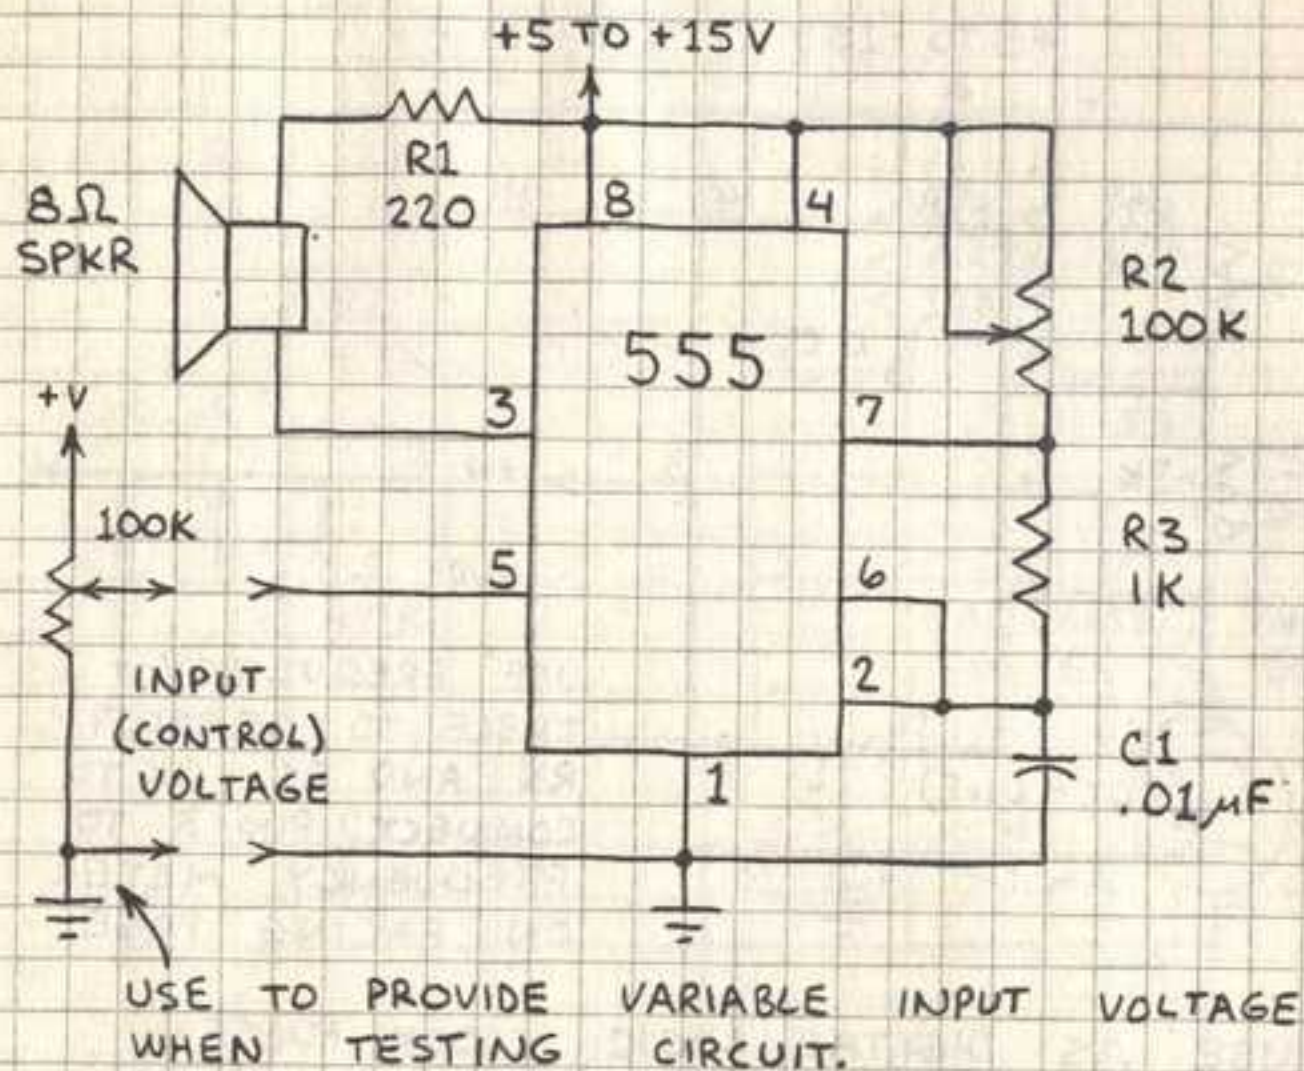 +5 TO +15V
R1
220
8
4
8Ω
SPKR
R2
100K
555
+V
3
7
100K
R3
1K
5
6
INPUT
(CONTROL)
VOLTAGE
2
1
C1
.01µF
USE TO PROVIDE VARIABLE INPUT VOLTAGE
WHEN TESTING CIRCUIT.